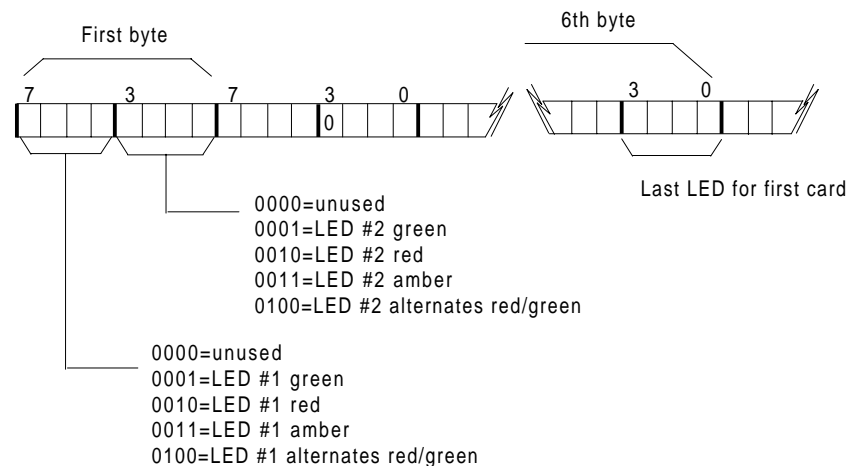 First byte
6th byte
7 3 7 3 0
0
3 0
Last LED for first card
0000=unused
0001=LED #2 green
0010=LED #2 red
0011=LED #2 amber
0100=LED #2 alternates red/green
0000=unused
0001=LED #1 green
0010=LED #1 red
0011=LED #1 amber
0100=LED #1 alternates red/green